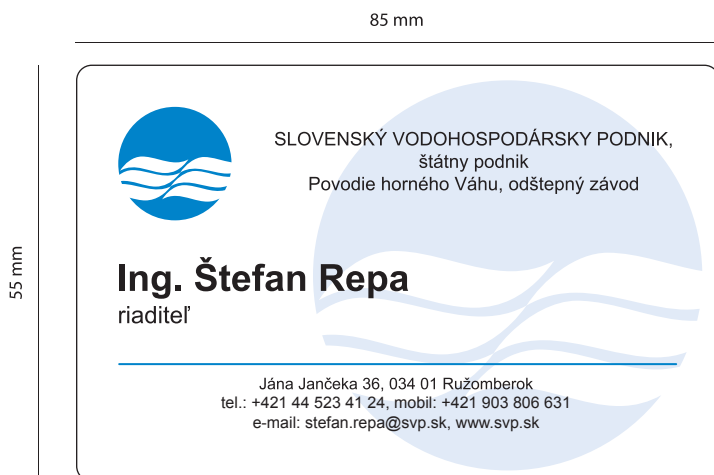 85 mm
55 mm
SLOVENSKÝ VODOHOSPODÁRSKY PODNIK,
štátny podnik
Povodie horného Váhu, odštepný závod
Ing. Štefan Repa
riaditeľ
Jána Jančeka 36, 034 01 Ružomberok
tel.: +421 44 523 41 24, mobil: +421 903 806 631
e-mail: stefan.repa@svp.sk, www.svp.sk